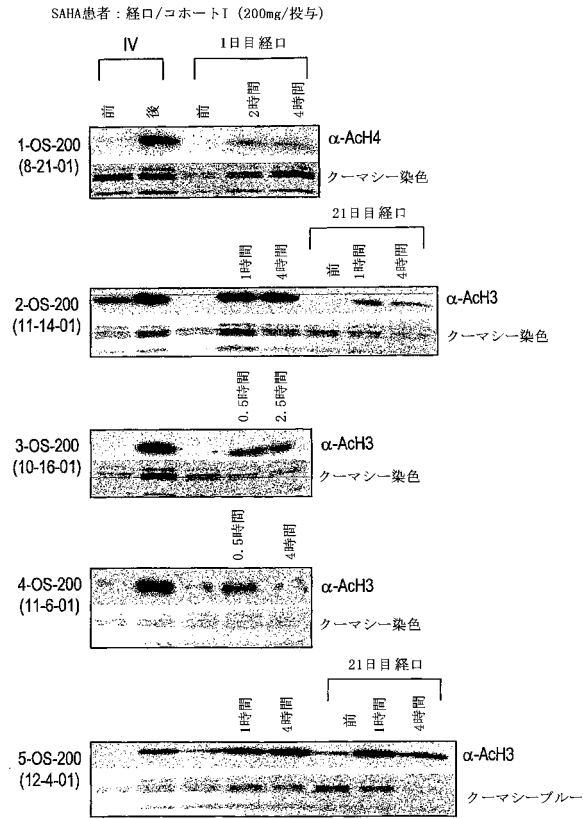 SAHA患者：経口/コホートI (200mg/投与)
IV
1日目経口
前
後
前
2時間
4時間
1-OS-200
(8-21-01)
α-AcH4
クーマシー染色
21日目経口
1時間
4時間
前
1時間
4時間
2-OS-200
(11-14-01)
α-AcH3
クーマシー染色
0.5時間
2.5時間
3-OS-200
(10-16-01)
α-AcH3
クーマシー染色
0.5時間
4時間
4-OS-200
(11-6-01)
α-AcH3
クーマシー染色
21日目経口
1時間
4時間
前
1時間
4時間
5-OS-200
(12-4-01)
α-AcH3
クーマシーブルー